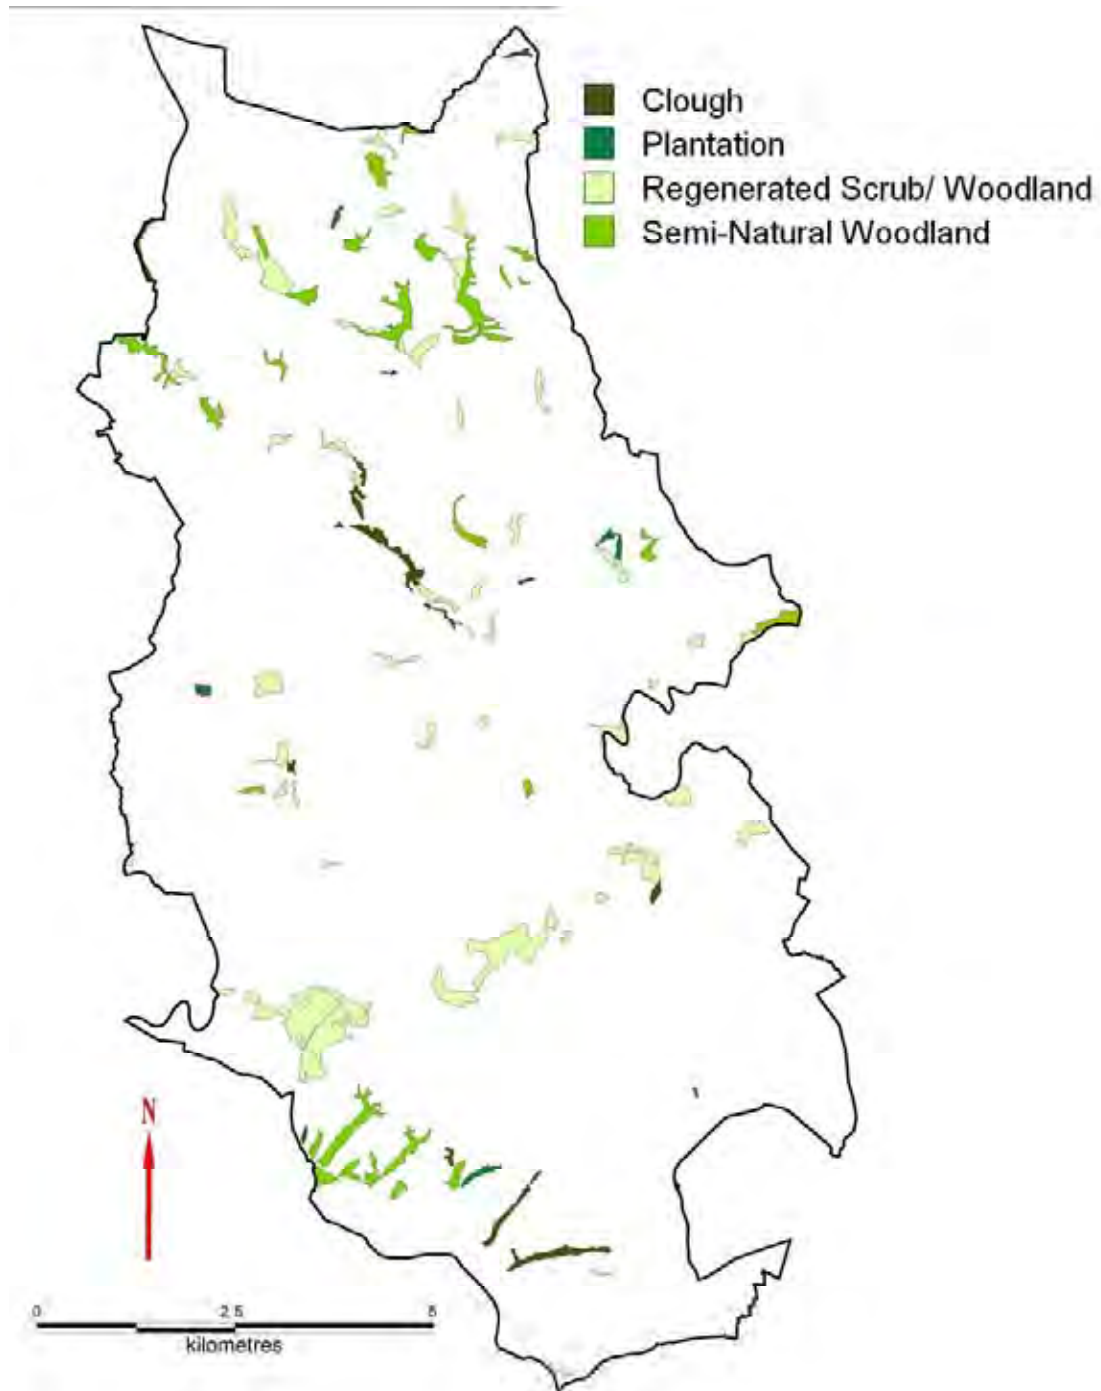 Clough
Plantation
Regenerated Scrub/ Woodland
Semi-Natural Woodland
N
0 2.5 5
kilometres